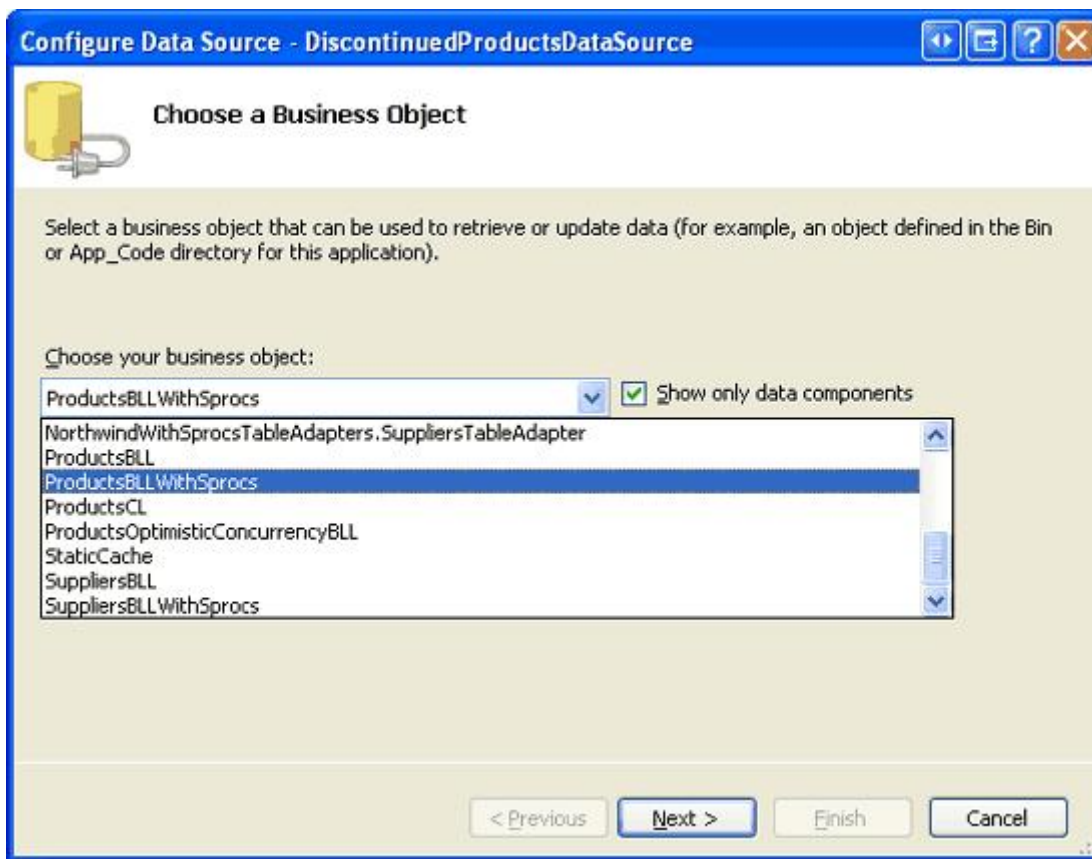 Configure Data Source - DiscontinuedProductsDataSource
Choose a Business Object
Select a business object that can be used to retrieve or update data (for example, an object defined in the Bin
or App_Code directory for this application).
Choose your business object:
ProductsBLLWithSprocs
Show only data components
NorthwindWithSprocsTableAdapters.SuppliersTableAdapter
ProductsBLL
ProductsBLLWithSprocs
ProductsCL
ProductsOptimisticConcurrencyBLL
StaticCache
SuppliersBLL
SuppliersBLLWithSprocs
< Previous
Next >
Finish
Cancel